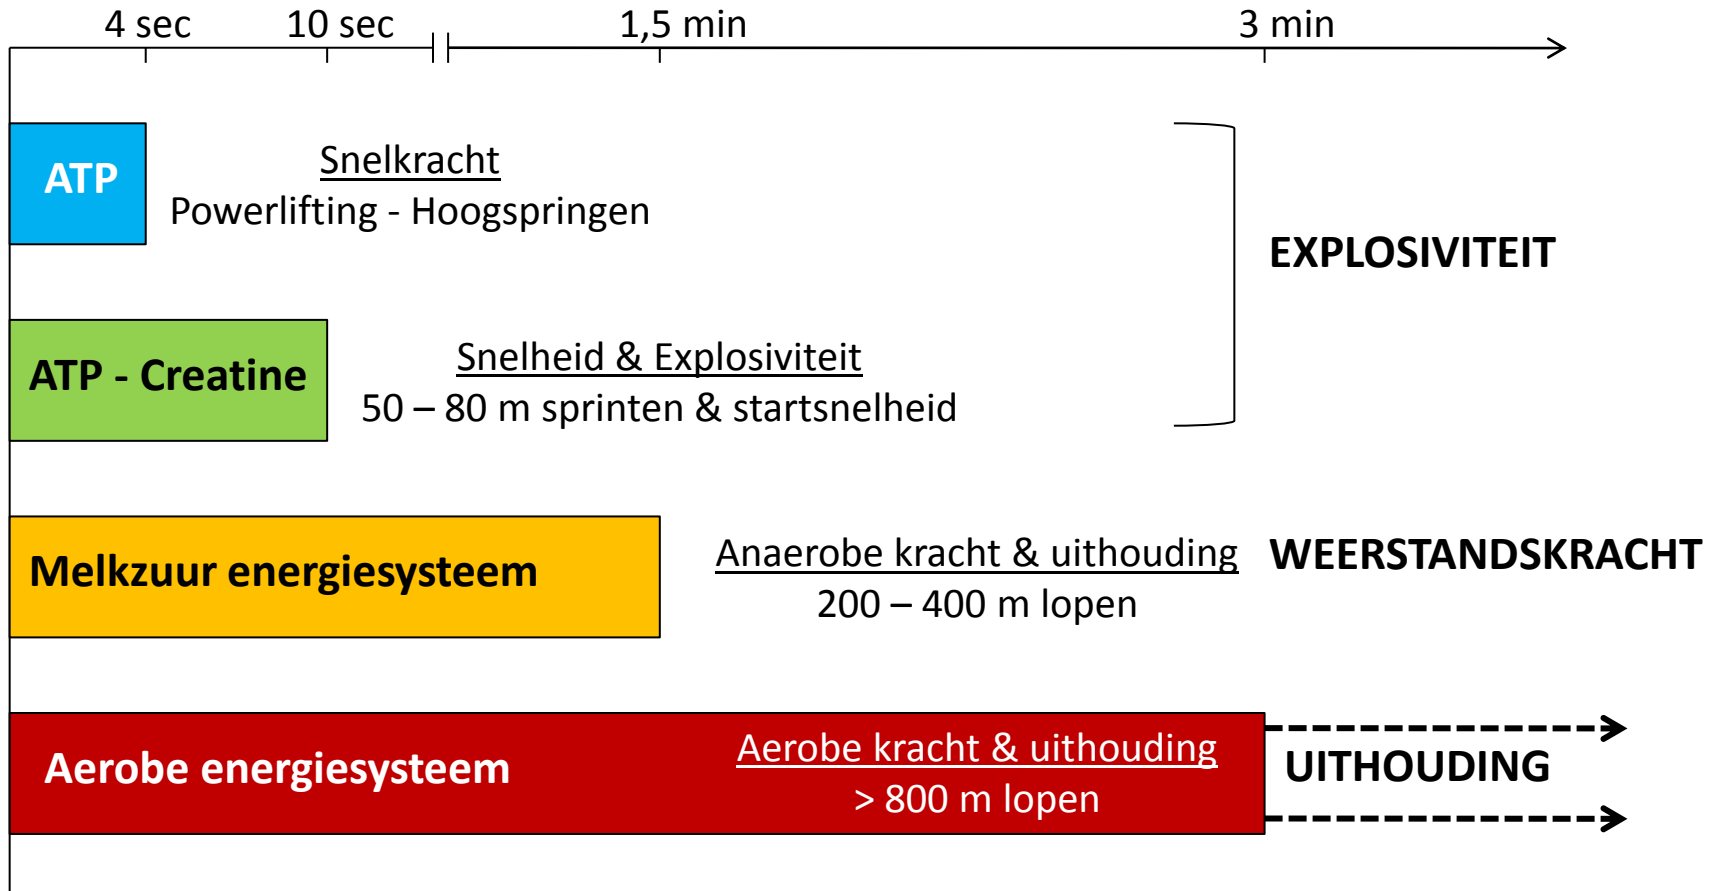 4 sec
10 sec
1,5 min
3 min
ATP
Snelkracht
Powerlifting - Hoogspringen
EXPLOSIVITEIT
ATP - Creatine
Snelheid & Explosiviteit
50 – 80 m sprinten & startsnelheid
Melkzuur energiesysteem
Anaerobe kracht & uithouding
200 – 400 m lopen
WEERSTANDSKRACHT
Aerobe energiesysteem
Aerobe kracht & uithouding
> 800 m lopen
UITHOUDING